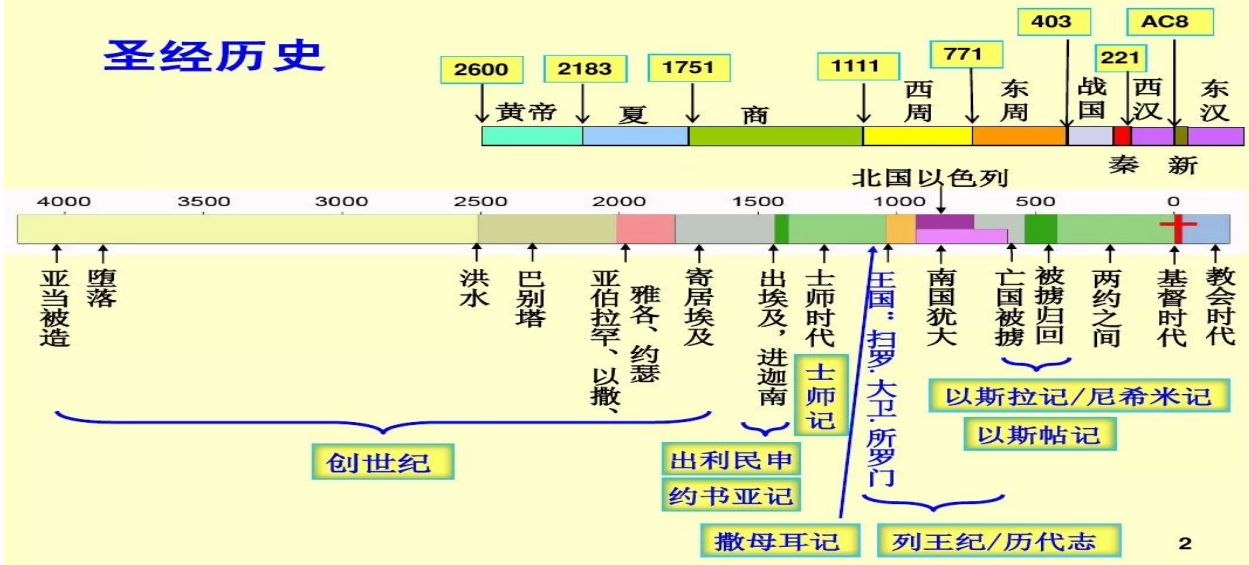 圣经历史
2600
2183
1751
1111
771
403
221
AC8
黄帝
夏
商
西周
东周
战国
秦
西汉
新
东汉
北国以色列
4000
3500
3000
2500
2000
1500
1000
500
0
亚当被造
堕落
洪水
巴别塔
亚伯拉罕、以撒、
雅各、约瑟
寄居埃及
出埃及，进迦南
士师时代
王国：扫罗·大卫·所罗门
南国犹大
亡国被掳
被掳归回
两约之间
基督时代
教会时代
创世纪
出利民申
约书亚记
士师记
撒母耳记
列王纪/历代志
以斯拉记/尼希米记
以斯帖记
2